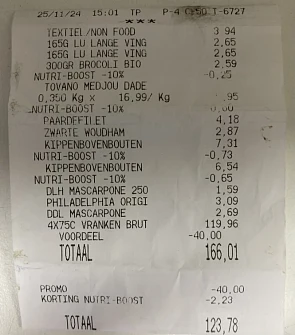 25/11/24 15:01 TP P-4 C:50 T-6727
***
TEXTIEL/NON FOOD 3,94
165G LU LANGE VING 2,65
165G LU LANGE VING 2,65
300GR BROCOLI BIO 2,59
NUTRI-BOOST -10% -0,25
TOVANO MEDJOU DADE
0,350 Kg x 16,99/ Kg ,95
NUTRI-BOOST -10%
PAARDEFILET 4,18
ZWARTE WOUDHAM 2,87
KIPPENBOVENBOUTEN 7,31
NUTRI-BOOST -10% -0,73
KIPPENBOVENBOUTEN 6,54
NUTRI-BOOST -10% -0,65
DLH MASCARPONE 250 1,59
PHILADELPHIA ORIGI 3,09
DDL MASCARPONE 2,69
4X75C VRANKEN BRUT 119,96
VOORDEEL -40,00
TOTAAL 166,01
PROMO -40,00
KORTING NUTRI-BOOST -2,23
TOTAAL 123,78